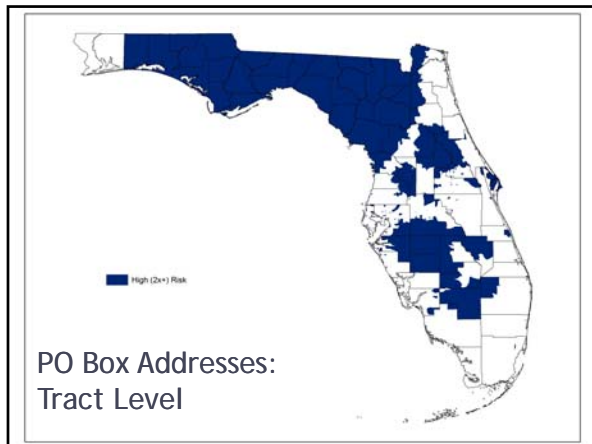 High (2x+) Risk
PO Box Addresses:
Tract Level